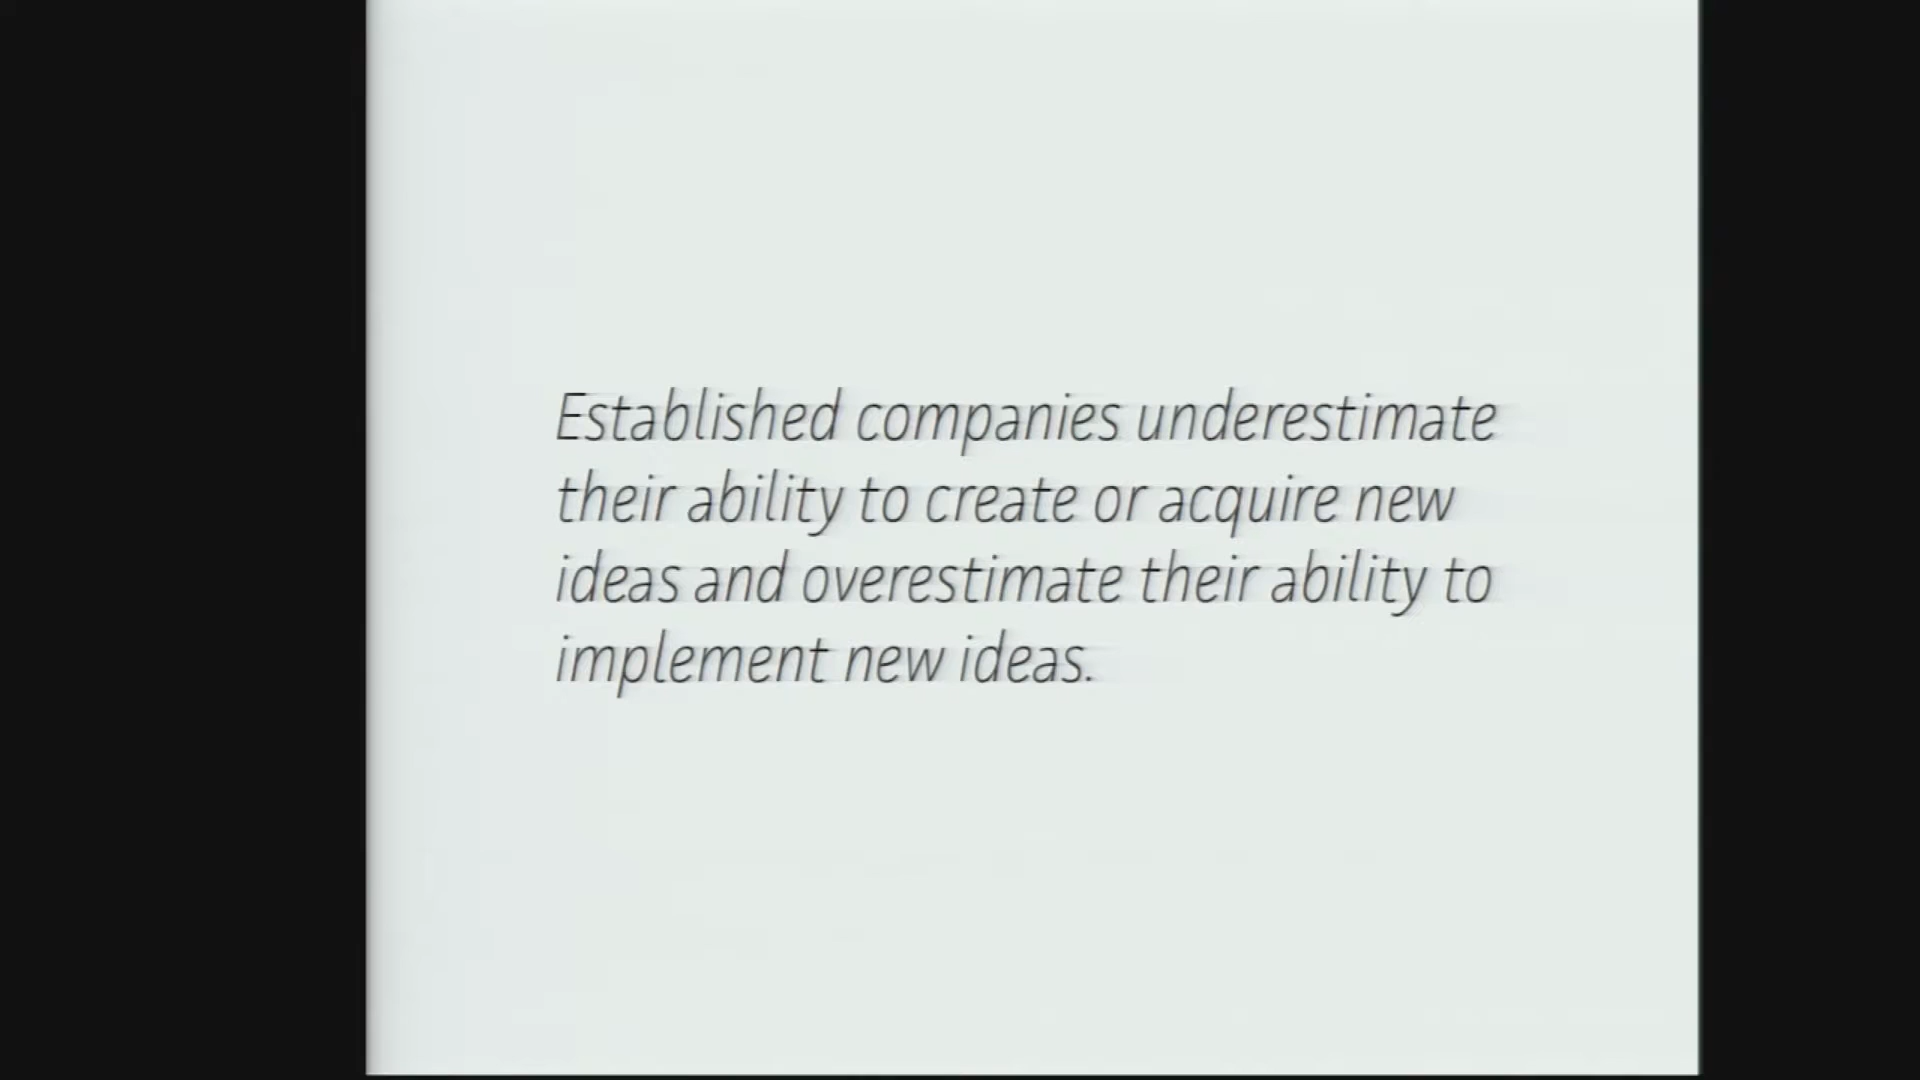 Established companies underestimate
their ability to create or acquire new
ideas and overestimate their ability to
implement new ideas.